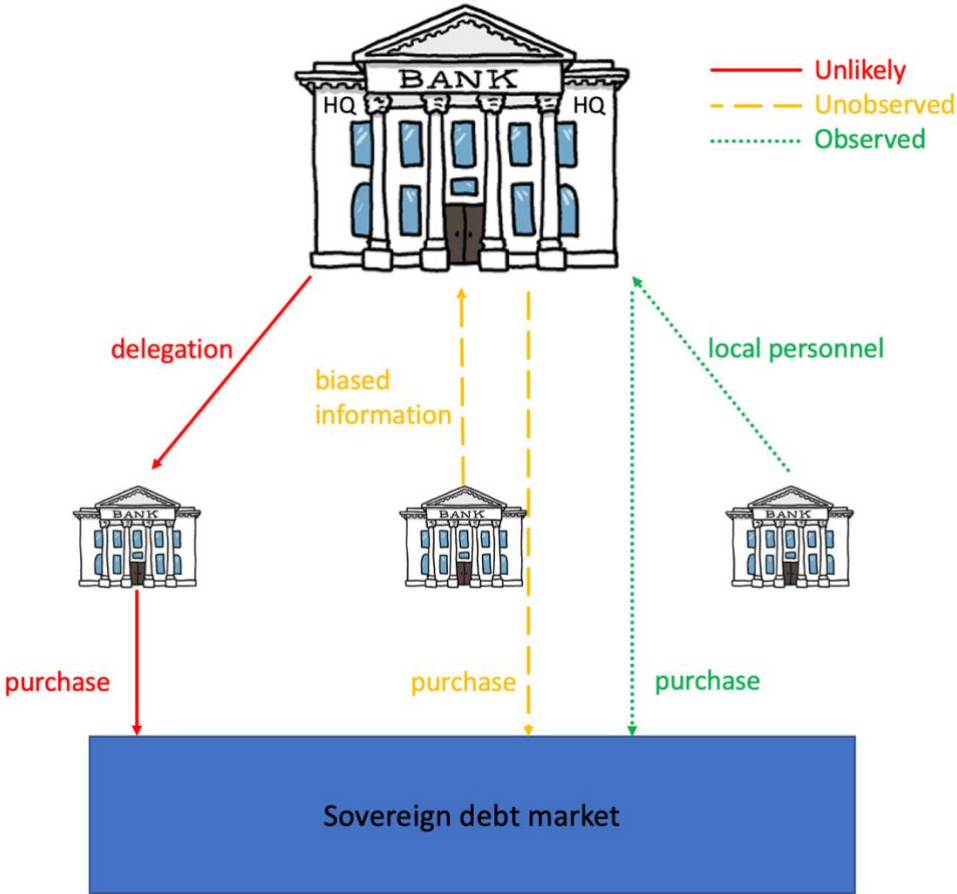 BANK
HQ
HQ
Unlikely
Unobserved
Observed
delegation
biased
information
local personnel
BANK
BANK
BANK
purchase
purchase
purchase
Sovereign debt market